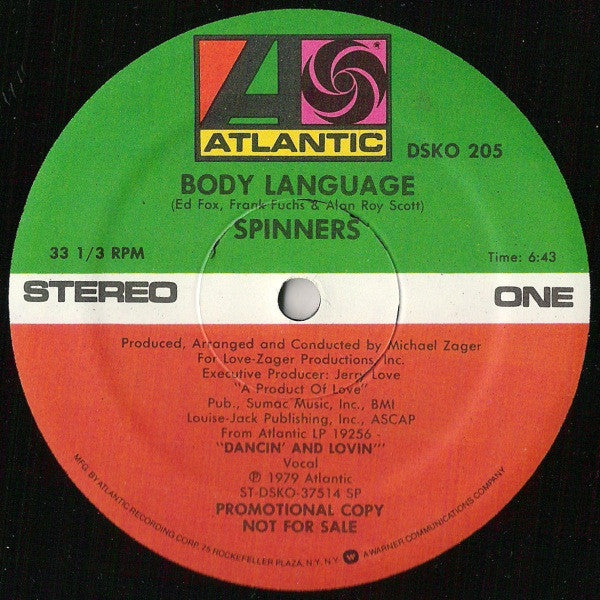 ATLANTIC
DSKO 205
BODY LANGUAGE
(Ed Fox, Frank Fuchs & Alan Roy Scott)
SPINNERS
33 1/3 RPM
Time: 6:43
STEREO
ONE
Produced, Arranged and Conducted by Michael Zager
For Love-Zager Productions, Inc.
Executive Producer: Jerry Love
"A Product Of Love"
Pub., Sumac Music, Inc., BMI
Louise-Jack Publishing, Inc., ASCAP
From Atlantic LP 19256 -
"DANCIN' AND LOVIN'"
Vocal
℗ 1979 Atlantic
ST-DSKO-37514 SP
PROMOTIONAL COPY
NOT FOR SALE
MFG. BY ATLANTIC RECORDING CORP., 75 ROCKEFELLER PLAZA, N.Y. N.Y. A WARNER COMMUNICATIONS COMPANY